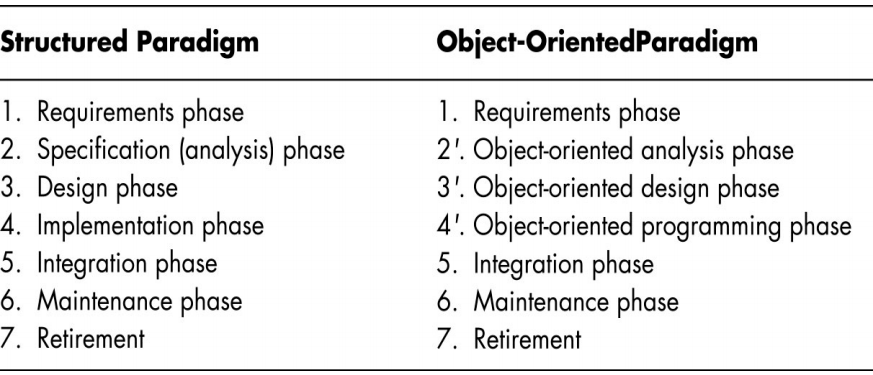 Structured Paradigm Object-OrientedParadigm
1. Requirements phase 1. Requirements phase
2. Specification (analysis) phase 2'. Object-oriented analysis phase
3. Design phase 3'. Object-oriented design phase
4. Implementation phase 4'. Object-oriented programming phase
5. Integration phase 5. Integration phase
6. Maintenance phase 6. Maintenance phase
7. Retirement 7. Retirement